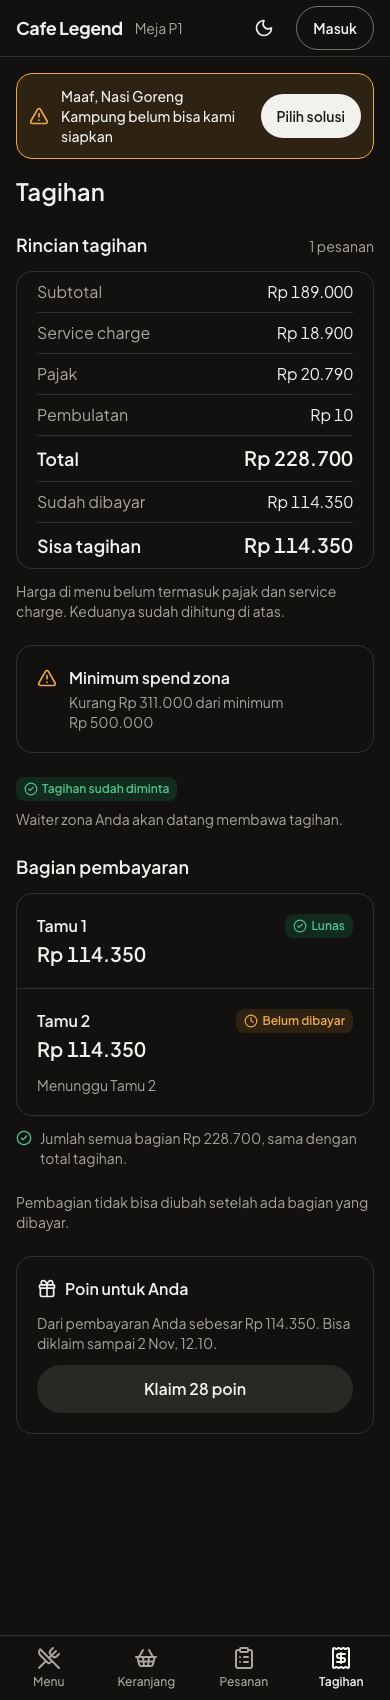 Cafe Legend Meja P1 Masuk
Maaf, Nasi Goreng
Kampung belum bisa kami
siapkan
Pilih solusi
Tagihan
Rincian tagihan 1 pesanan
Subtotal Rp 189.000
Service charge Rp 18.900
Pajak Rp 20.790
Pembulatan Rp 10
Total Rp 228.700
Sudah dibayar Rp 114.350
Sisa tagihan Rp 114.350
Harga di menu belum termasuk pajak dan service
charge. Keduanya sudah dihitung di atas.
Minimum spend zona
Kurang Rp 311.000 dari minimum
Rp 500.000
Tagihan sudah diminta
Waiter zona Anda akan datang membawa tagihan.
Bagian pembayaran
Tamu 1 Lunas
Rp 114.350
Tamu 2 Belum dibayar
Rp 114.350
Menunggu Tamu 2
Jumlah semua bagian Rp 228.700, sama dengan
total tagihan.
Pembagian tidak bisa diubah setelah ada bagian yang
dibayar.
Poin untuk Anda
Dari pembayaran Anda sebesar Rp 114.350. Bisa
diklaim sampai 2 Nov, 12.10.
Klaim 28 poin
Menu Keranjang Pesanan Tagihan